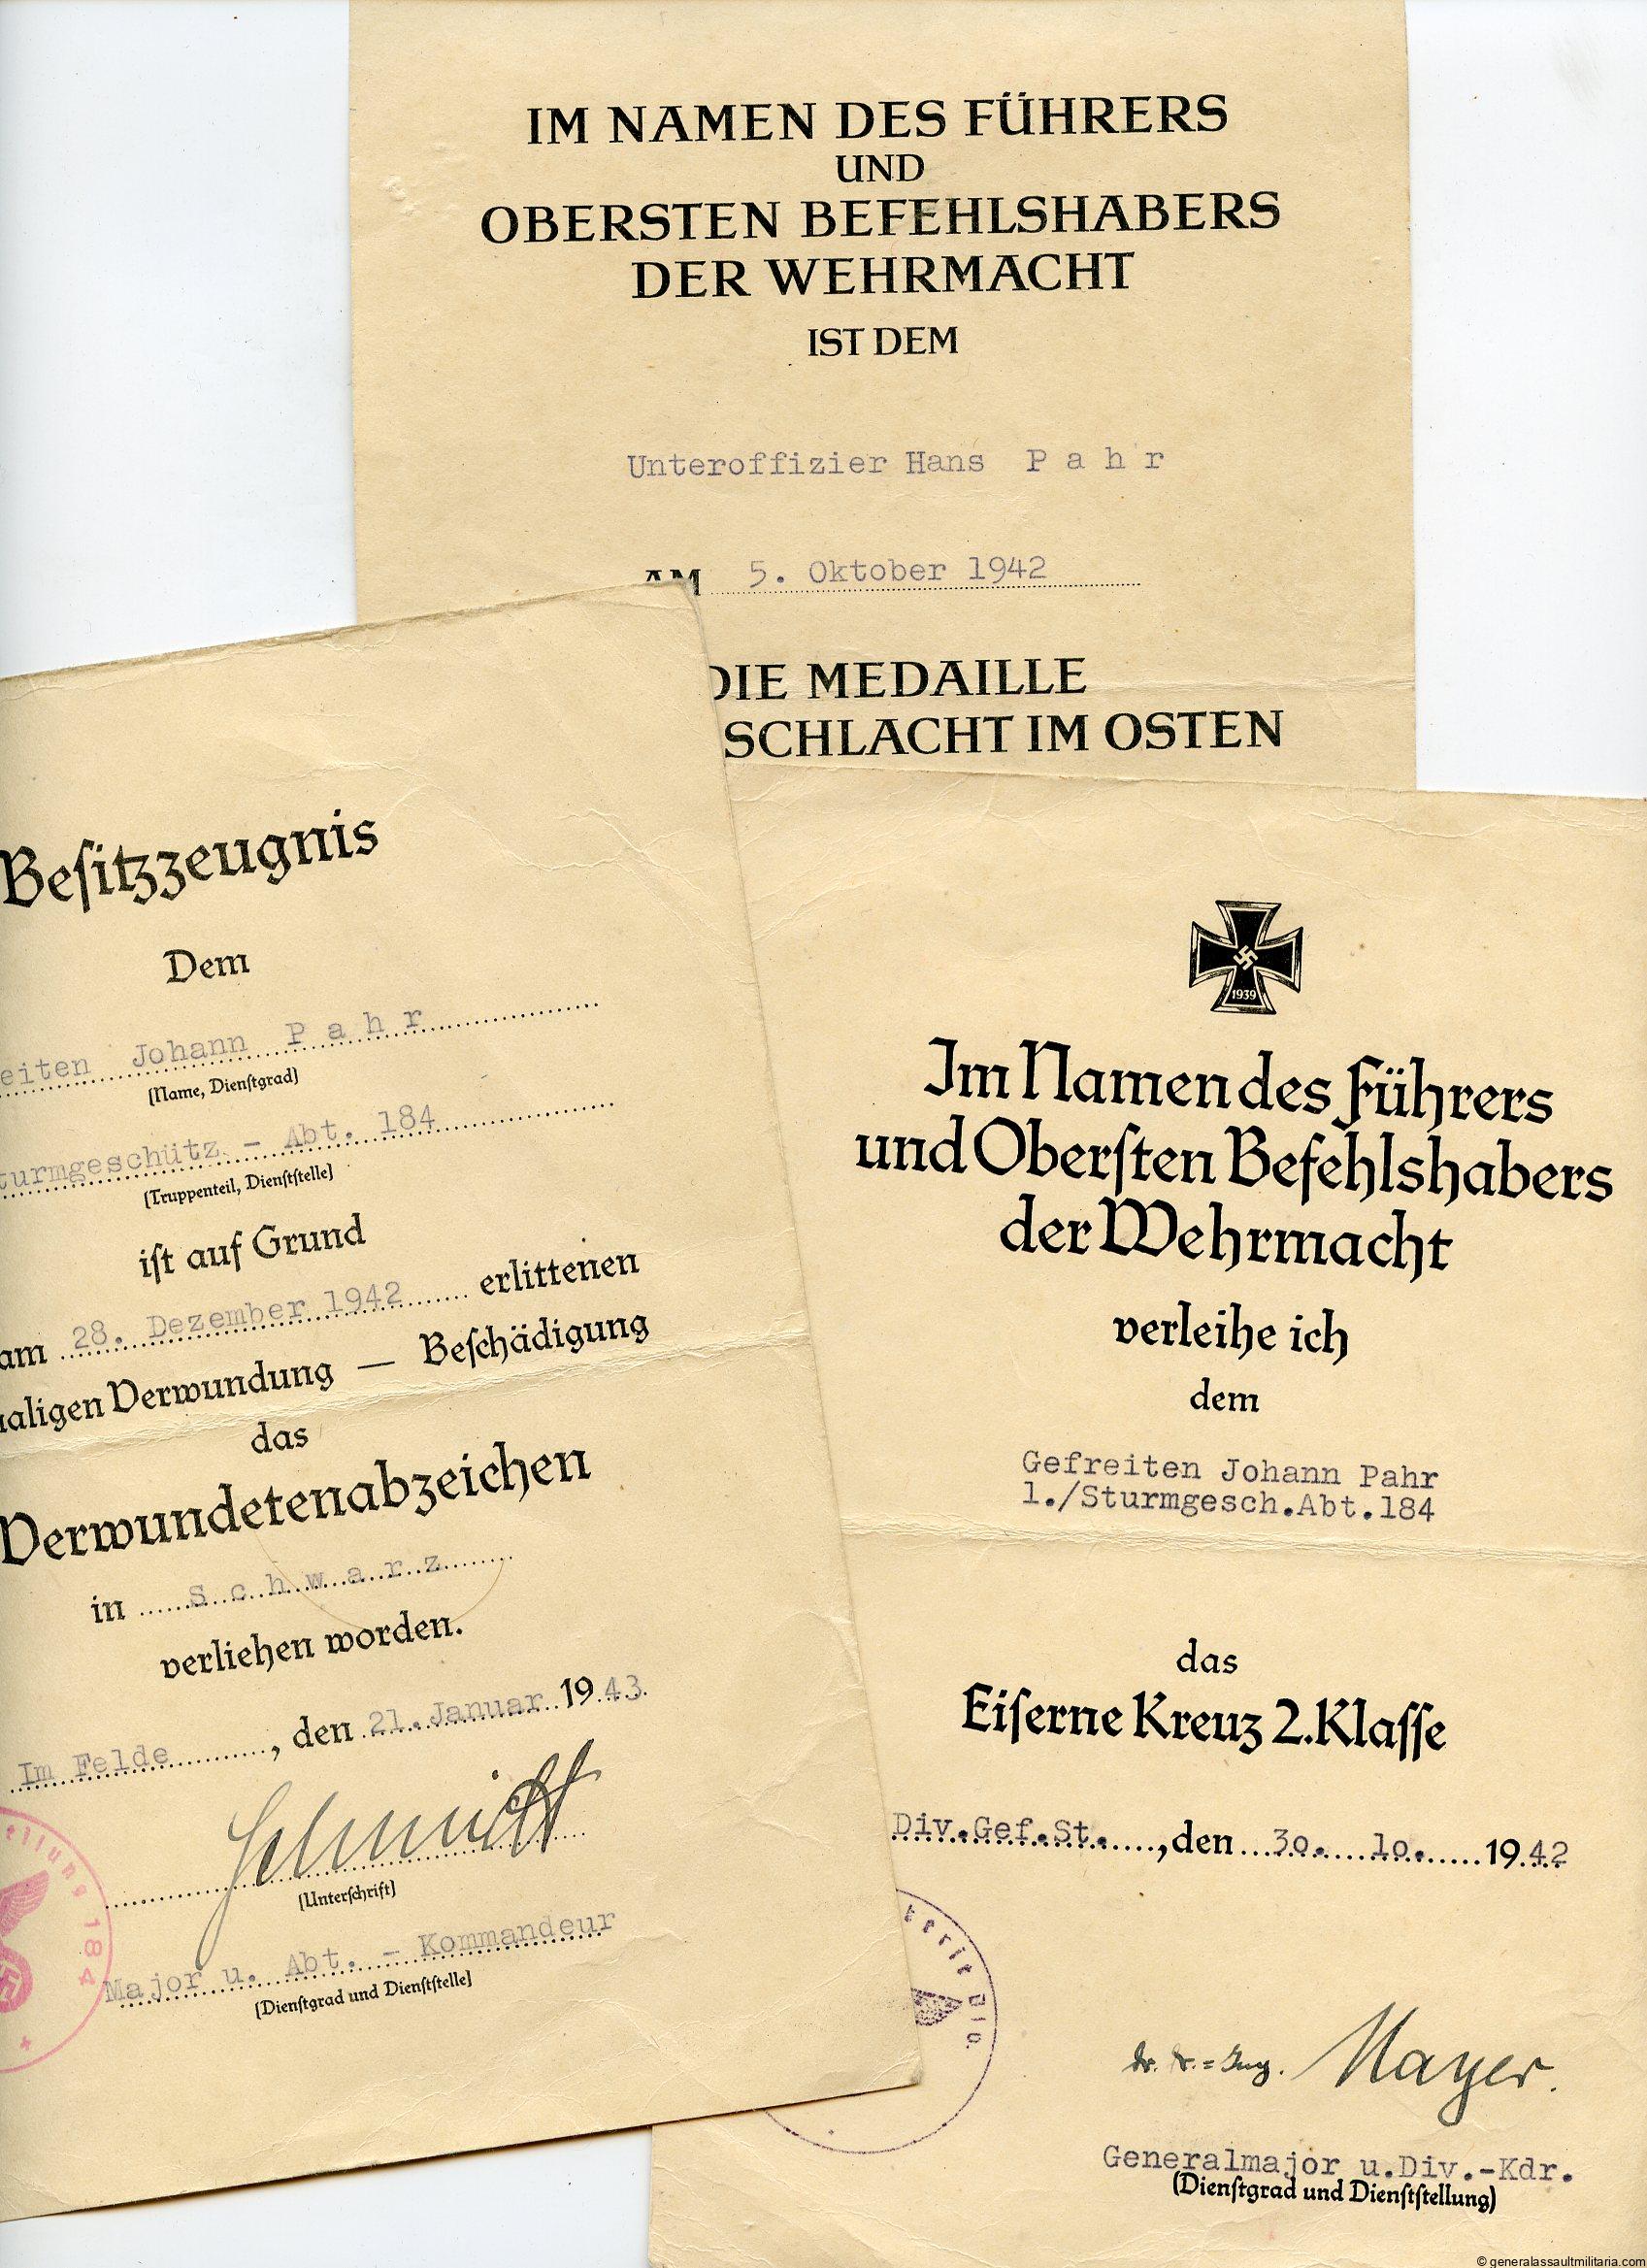 IM NAMEN DES FÜHRERS
UND
OBERSTEN BEFEHLSHABERS
DER WEHRMACHT
IST DEM
Unteroffizier Hans P a h r
AM 5. Oktober 1942
DIE MEDAILLE
SCHLACHT IM OSTEN
Beſitzzeugnis
Dem
eiten Johann P a h r
(Name, Dienſtgrad)
turmgeschütz - Abt. 184
(Truppenteil, Dienſtſtelle)
iſt auf Grund
am 28. Dezember 1942 erlittenen
maligen Verwundung — Beſchädigung
das
Verwundetenabzeichen
in S c h w a r z
verliehen worden.
Im Felde, den 21. Januar 1943.
Schmidt
(Unterſchrift)
Major u. Abt. - Kommandeur
(Dienſtgrad und Dienſtſtelle)
ellung 184
1939
Im Namen des Führers
und Oberſten Befehlshabers
der Wehrmacht
verleihe ich
dem
Gefreiten Johann Pahr
1./Sturmgesch.Abt.184
das
Eiſerne Kreuz 2. Klaſſe
Div.Gef.St., den 30. 10. 1942
Dr. Ing. Mayer.
Generalmajor u.Div.-Kdr.
(Dienſtgrad und Dienſtſtellung)
© generalassaultmilitaria.com